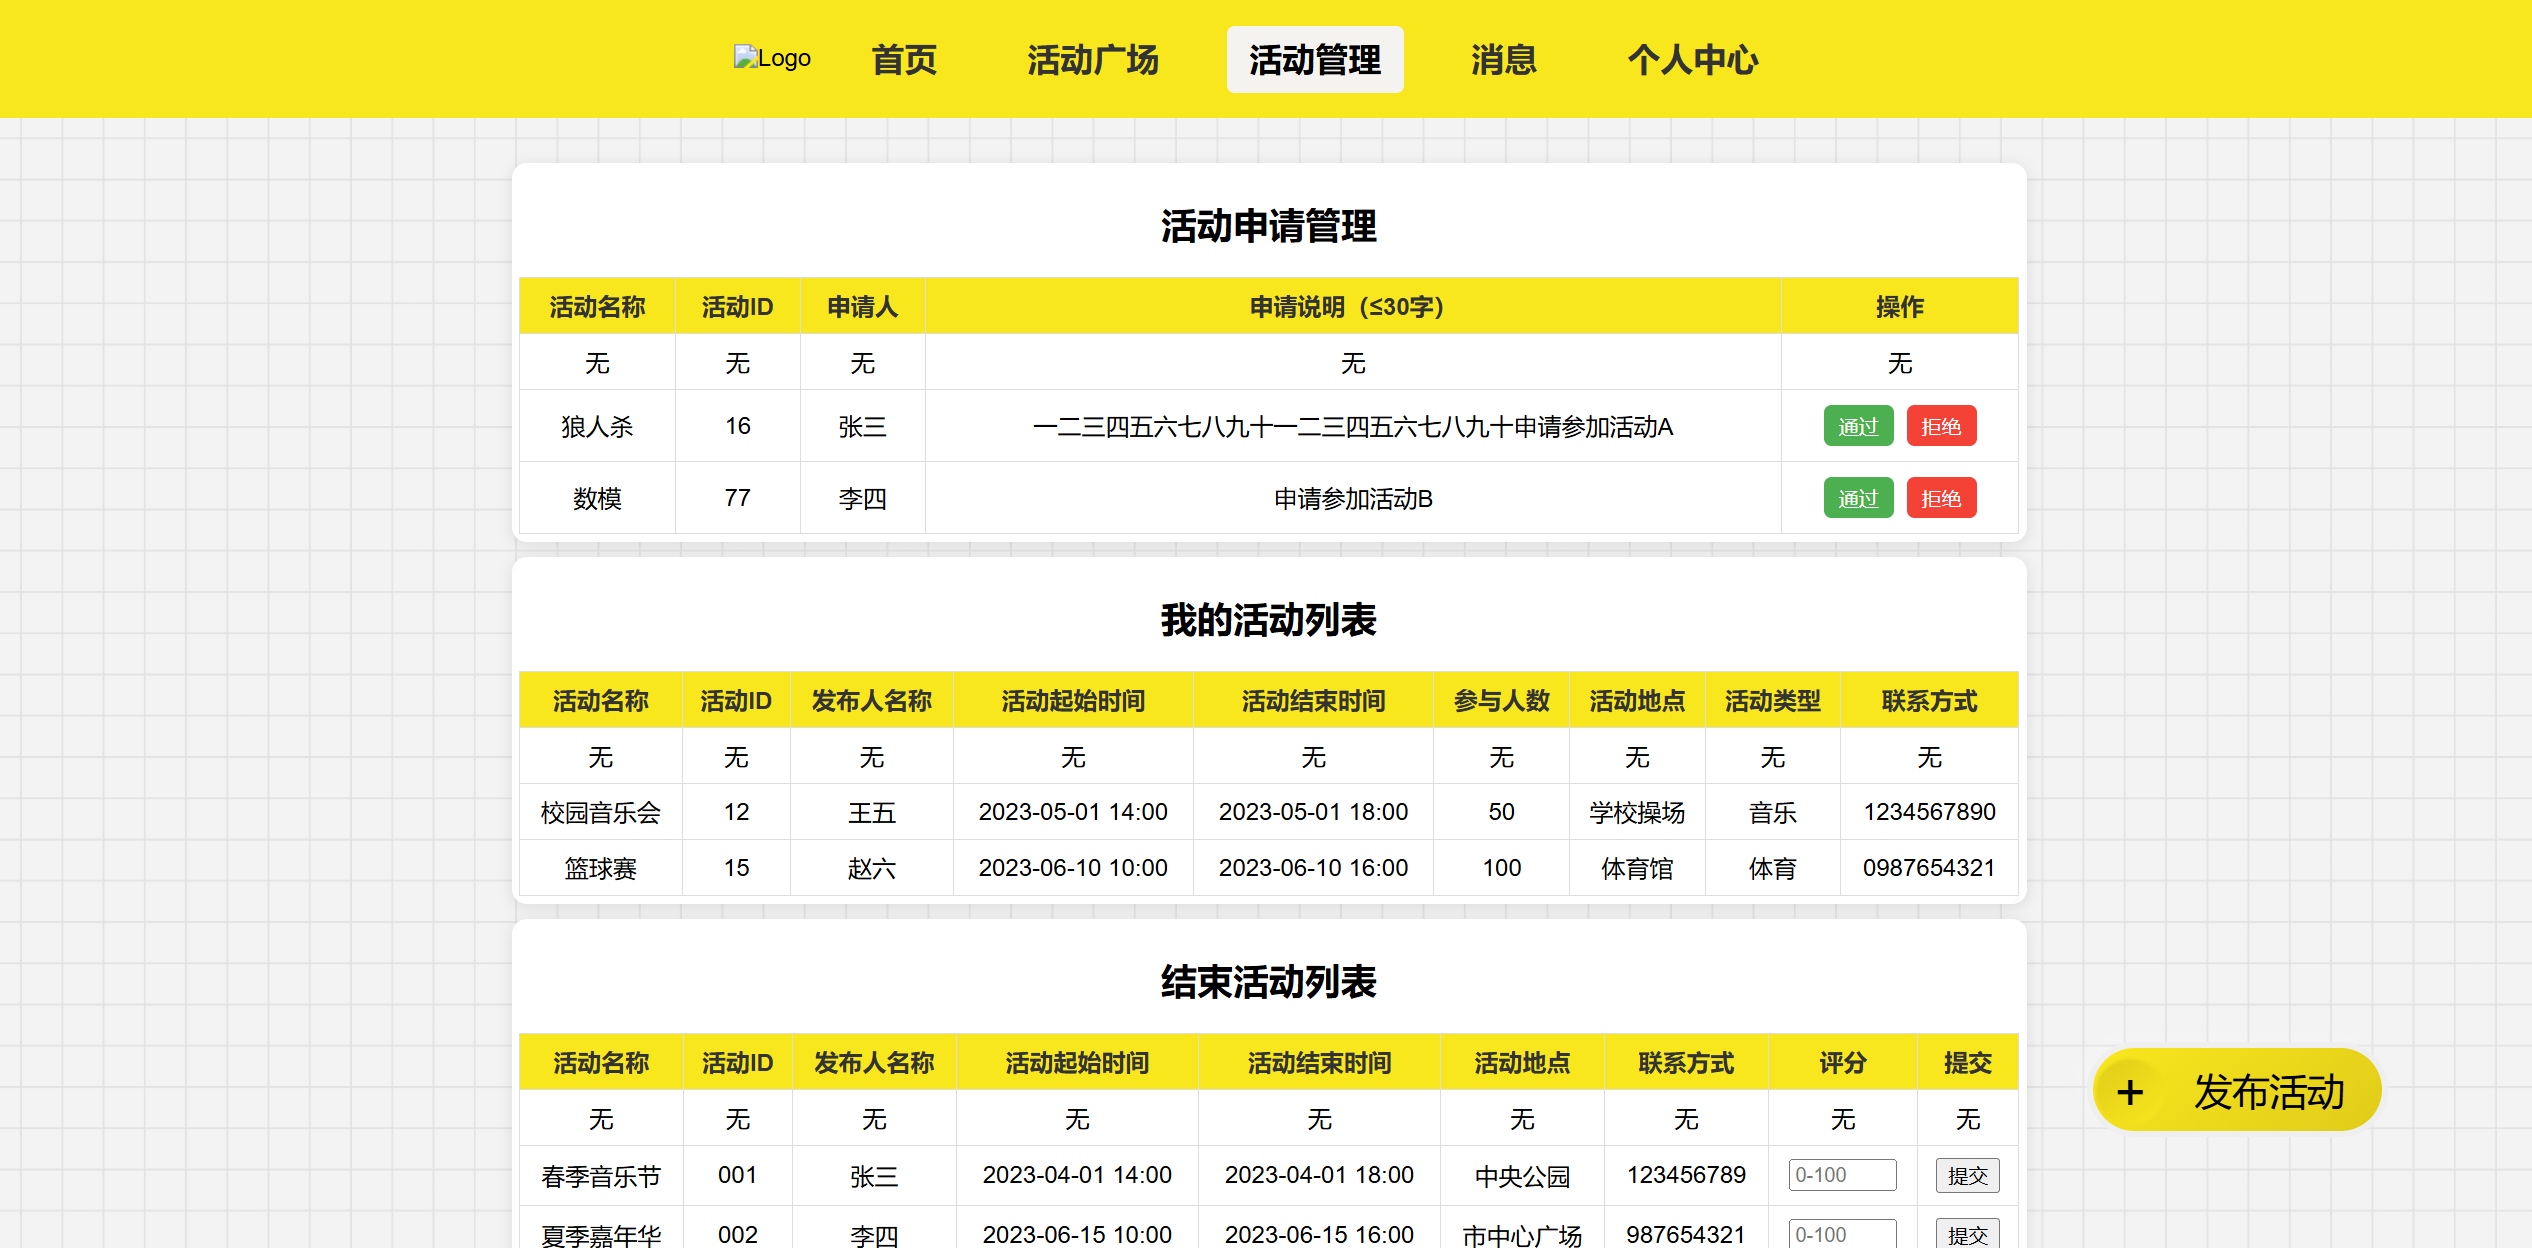 Logo 首页 活动广场 活动管理 消息 个人中心
活动申请管理
活动名称 活动ID 申请人 申请说明（≤30字） 操作
无 无 无 无 无
狼人杀 16 张三 一二三四五六七八九十一二三四五六七八九十申请参加活动A 通过 拒绝
数模 77 李四 申请参加活动B 通过 拒绝
我的活动列表
活动名称 活动ID 发布人名称 活动起始时间 活动结束时间 参与人数 活动地点 活动类型 联系方式
无 无 无 无 无 无 无 无 无
校园音乐会 12 王五 2023-05-01 14:00 2023-05-01 18:00 50 学校操场 音乐 1234567890
篮球赛 15 赵六 2023-06-10 10:00 2023-06-10 16:00 100 体育馆 体育 0987654321
结束活动列表
活动名称 活动ID 发布人名称 活动起始时间 活动结束时间 活动地点 联系方式 评分 提交
+ 发布活动
无 无 无 无 无 无 无 无 无
春季音乐节 001 张三 2023-04-01 14:00 2023-04-01 18:00 中央公园 123456789 0-100 提交
夏季嘉年华 002 李四 2023-06-15 10:00 2023-06-15 16:00 市中心广场 987654321 0-100 提交